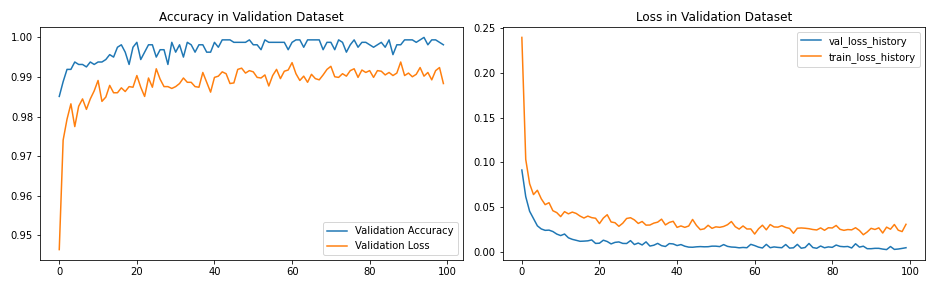 Accuracy in Validation Dataset
1.00
0.99
0.98
0.97
0.96
0.95
0 20 40 60 80 100
Validation Accuracy
Validation Loss
Loss in Validation Dataset
0.25
0.20
0.15
0.10
0.05
0.00
0 20 40 60 80 100
val_loss_history
train_loss_history